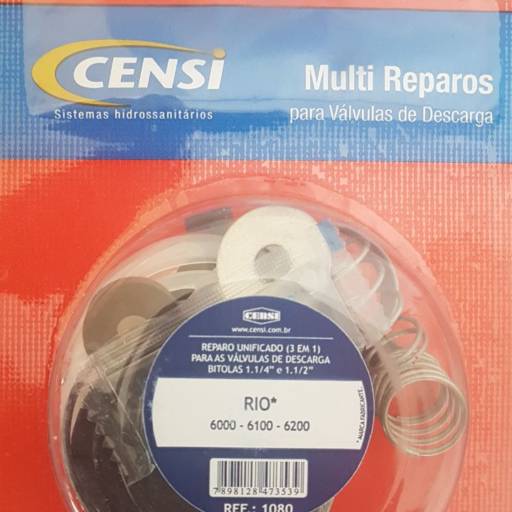 CENSI
Sistemas hidrossanitários
Multi Reparos
para Válvulas de Descarga
CENSI
www.censi.com.br
REPARO UNIFICADO (3 EM 1)
PARA AS VÁLVULAS DE DESCARGA
BITOLAS 1.1/4" e 1.1/2"
RIO*
6000 - 6100 - 6200
* MARCA FABRICANTE
7898128473539
REF.: 1080